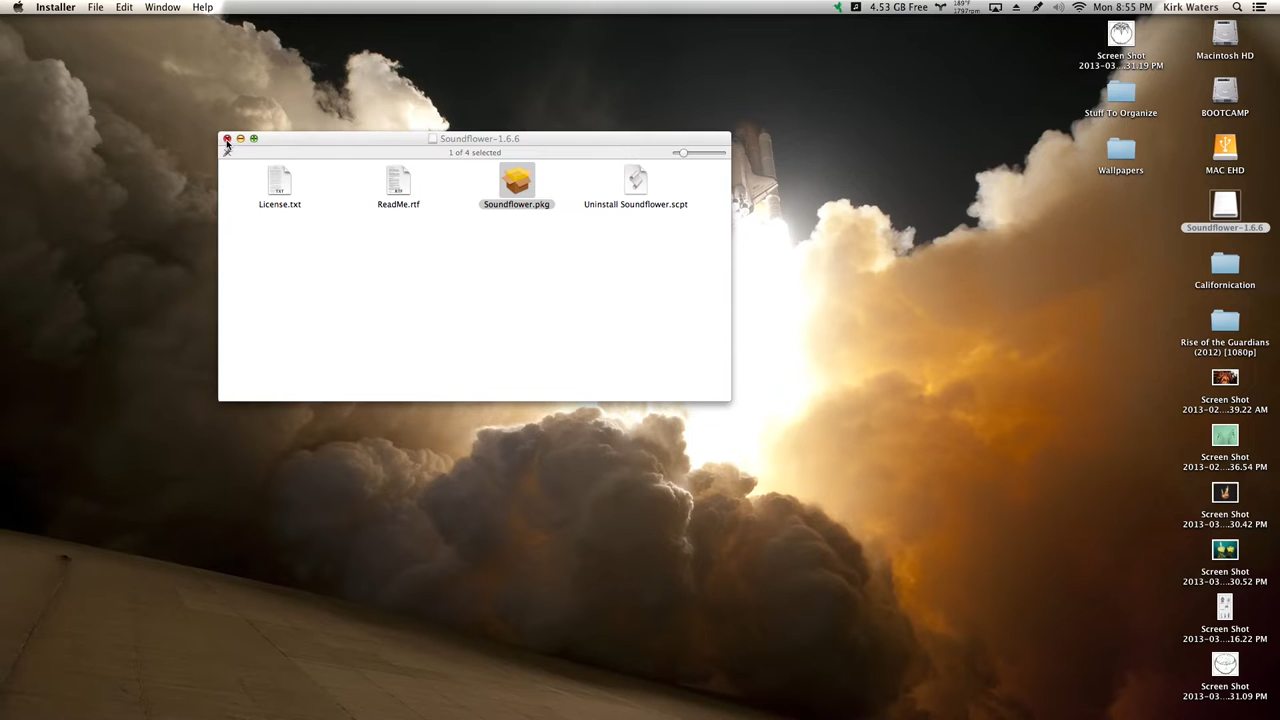 Installer File Edit Window Help 4.53 GB Free 189°F 1797rpm Mon 8:55 PM Kirk Waters
Soundflower-1.6.6
1 of 4 selected
TXT
License.txt
RTF
ReadMe.rtf
Soundflower.pkg
Uninstall Soundflower.scpt
Screen Shot
2013-03....31.19 PM
Stuff To Organize
Wallpapers
Macintosh HD
BOOTCAMP
MAC EHD
Soundflower-1.6.6
Californication
Rise of the Guardians
(2012) [1080p]
Screen Shot
2013-02....39.22 AM
Screen Shot
2013-02...36.54 PM
Screen Shot
2013-03....30.42 PM
Screen Shot
2013-03....30.52 PM
Screen Shot
2013-03....16.22 PM
Screen Shot
2013-03....31.09 PM